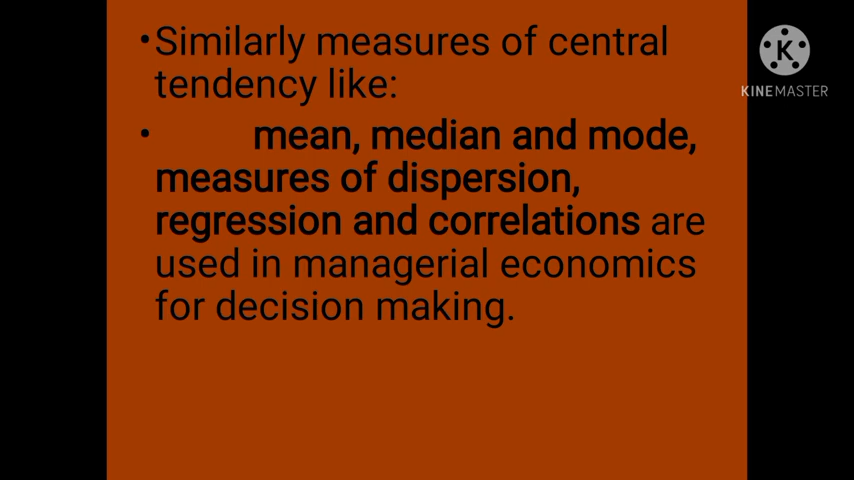 •Similarly measures of central
tendency like:
• mean, median and mode,
measures of dispersion,
regression and correlations are
used in managerial economics
for decision making.
K
KINEMASTER